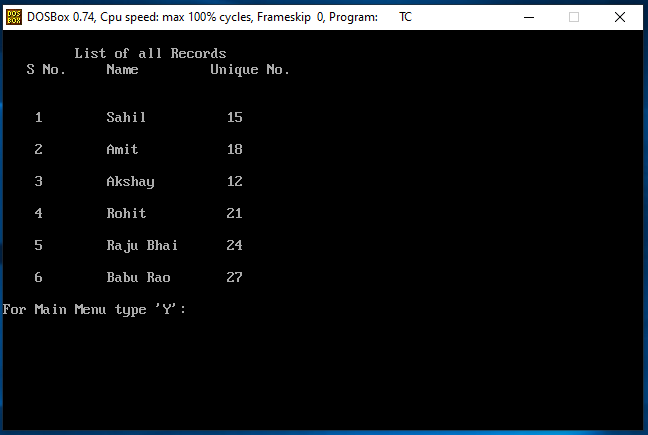 DOSBox 0.74, Cpu speed: max 100% cycles, Frameskip 0, Program: TC
List of all Records
S No. Name Unique No.
1 Sahil 15
2 Amit 18
3 Akshay 12
4 Rohit 21
5 Raju Bhai 24
6 Babu Rao 27
For Main Menu type 'Y':